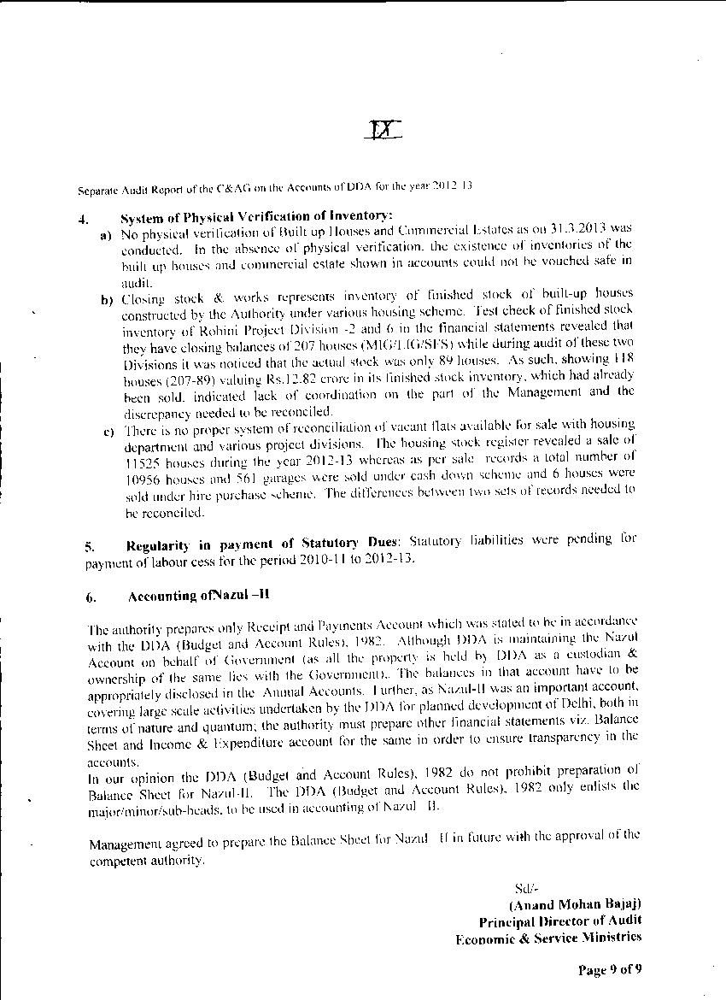 IX
Separate Audit Report of the C&AG on the Accounts of DDA for the year 2012-13
4. System of Physical Verification of Inventory:
a) No physical verification of Built up Houses and Commercial Estates as on 31.3.2013 was
conducted. In the absence of physical verification, the existence of inventories of the
built up houses and commercial estate shown in accounts could not be vouched safe in
audit.
b) Closing stock & works represents inventory of finished stock of built-up houses
constructed by the Authority under various housing scheme. Test check of finished stock
inventory of Rohini Project Division -2 and 6 in the financial statements revealed that
they have closing balances of 207 houses (MIG/LIG/SFS) while during audit of these two
Divisions it was noticed that the actual stock was only 89 houses. As such, showing 118
houses (207-89) valuing Rs.12.82 crore in its finished stock inventory, which had already
been sold, indicated lack of coordination on the part of the Management and the
discrepancy needed to be reconciled.
c) There is no proper system of reconciliation of vacant flats available for sale with housing
department and various project divisions. The housing stock register revealed a sale of
11525 houses during the year 2012-13 whereas as per sale records a total number of
10956 houses and 561 garages were sold under cash down scheme and 6 houses were
sold under hire purchase scheme. The differences between two sets of records needed to
be reconciled.
5. Regularity in payment of Statutory Dues: Statutory liabilities were pending for
payment of labour cess for the period 2010-11 to 2012-13.
6. Accounting ofNazul –II
The authority prepares only Receipt and Payments Account which was stated to be in accordance
with the DDA (Budget and Account Rules), 1982. Although DDA is maintaining the Nazul
Account on behalf of Government (as all the property is held by DDA as a custodian &
ownership of the same lies with the Government).. The balances in that account have to be
appropriately disclosed in the Annual Accounts. Further, as Nazul-II was an important account,
covering large scale activities undertaken by the DDA for planned development of Delhi, both in
terms of nature and quantum; the authority must prepare other financial statements viz. Balance
Sheet and Income & Expenditure account for the same in order to ensure transparency in the
accounts.
In our opinion the DDA (Budget and Account Rules), 1982 do not prohibit preparation of
Balance Sheet for Nazul-II. The DDA (Budget and Account Rules), 1982 only enlists the
major/minor/sub-heads, to be used in accounting of Nazul II.
Management agreed to prepare the Balance Sheet for Nazul II in future with the approval of the
competent authority.
Sd/-
(Anand Mohan Bajaj)
Principal Director of Audit
Economic & Service Ministries
Page 9 of 9